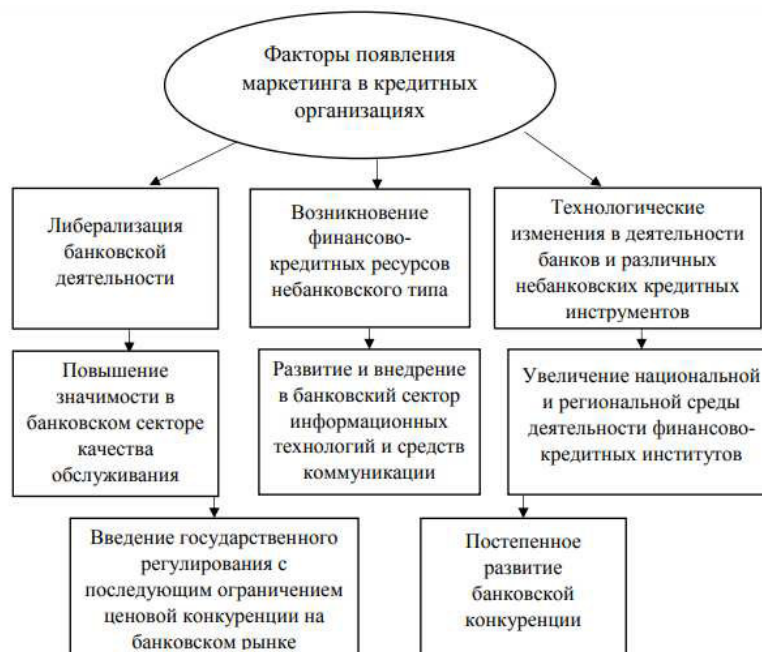 Факторы появления
маркетинга в кредитных
организациях
Либерализация
банковской
деятельности
Возникновение
финансово-
кредитных ресурсов
небанковского типа
Технологические
изменения в деятельности
банков и различных
небанковских кредитных
инструментов
Повышение
значимости в
банковском секторе
качества
обслуживания
Развитие и внедрение
в банковский сектор
информационных
технологий и средств
коммуникации
Увеличение национальной
и региональной среды
деятельности финансово-
кредитных институтов
Введение государственного
регулирования с
последующим ограничением
ценовой конкуренции на
банковском рынке
Постепенное
развитие
банковской
конкуренции